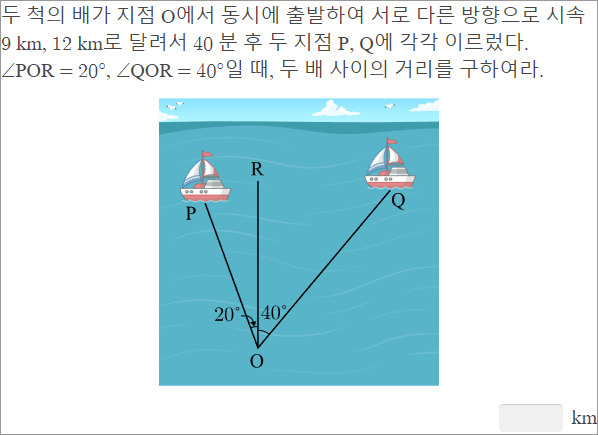 두 척의 배가 지점 O에서 동시에 출발하여 서로 다른 방향으로 시속
9 km, 12 km로 달려서 40 분 후 두 지점 P, Q에 각각 이르렀다.
∠POR = 20°, ∠QOR = 40°일 때, 두 배 사이의 거리를 구하여라.
R
P
Q
20°
40°
O
km